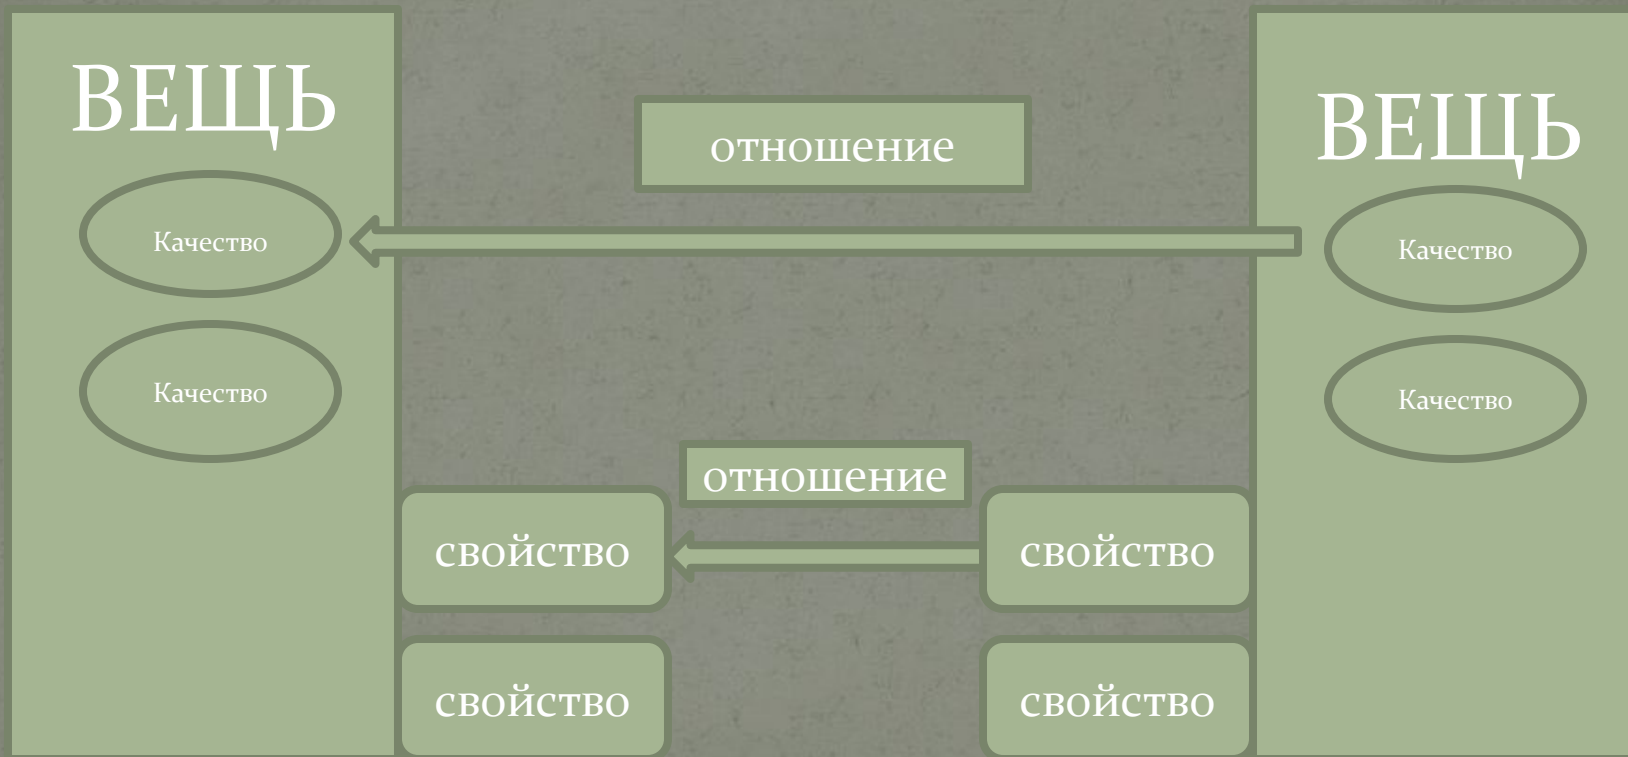 ВЕЩЬ
ВЕЩЬ
отношение
Качество
Качество
Качество
Качество
отношение
свойство
свойство
свойство
свойство